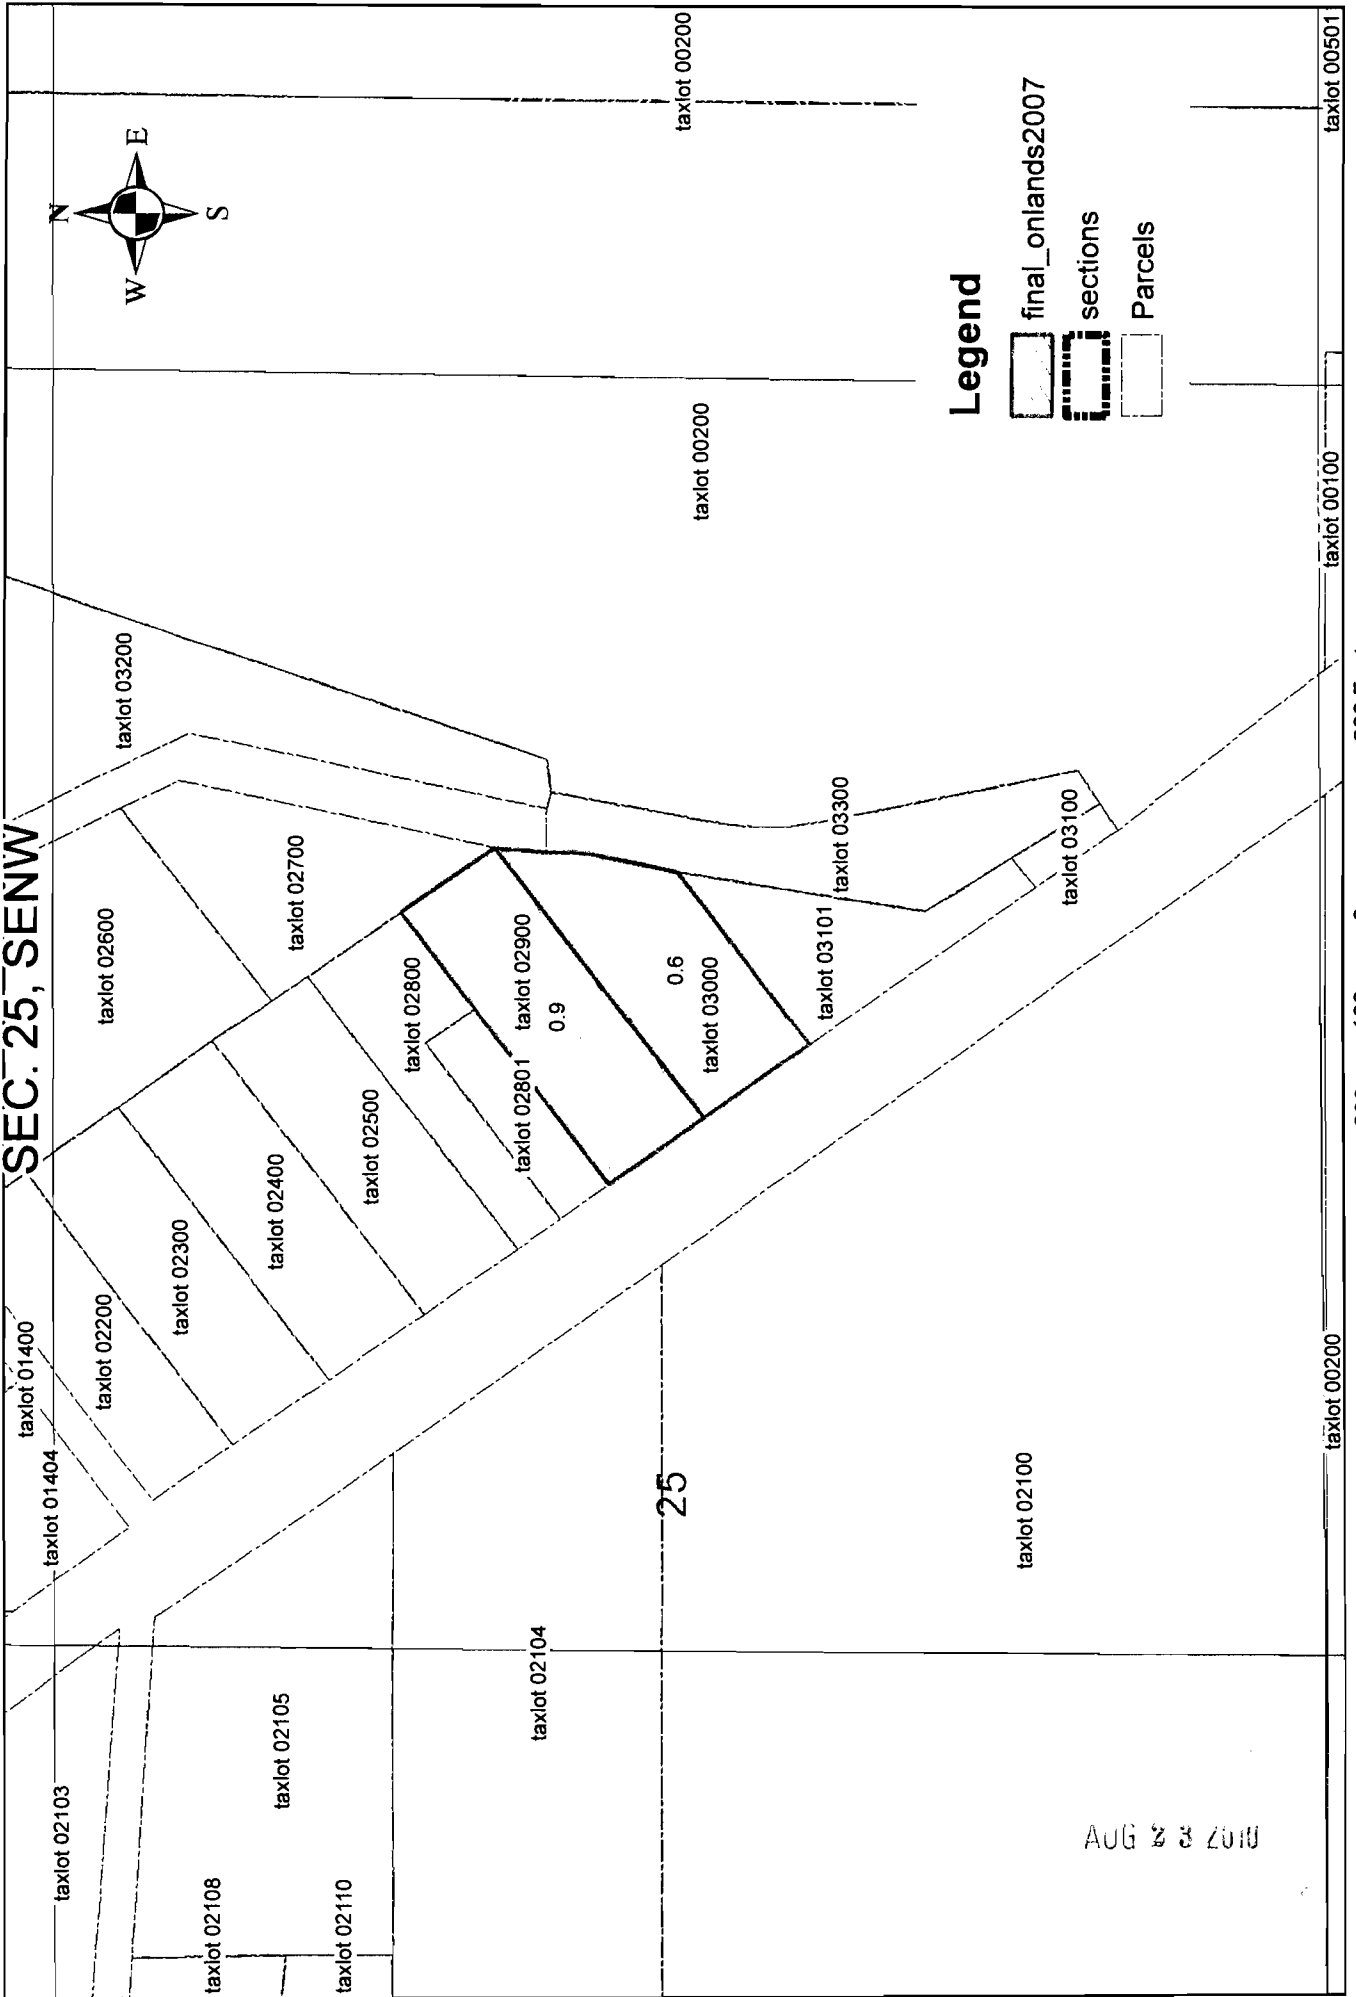 SEC. 25, SENW
N
W
E
S
taxlot 02103
taxlot 01404
taxlot 01400
taxlot 02200
taxlot 02600
taxlot 03200
taxlot 02108
taxlot 02105
taxlot 02300
taxlot 02400
taxlot 02700
taxlot 02110
taxlot 02500
taxlot 02800
taxlot 02801
taxlot 02900
0.9
taxlot 02104
25
0.6
taxlot 03000
taxlot 00200
taxlot 00200
taxlot 03101
taxlot 03300
taxlot 02100
taxlot 03100
Legend
final_onlands2007
sections
Parcels
taxlot 00200
taxlot 00100
taxlot 00501